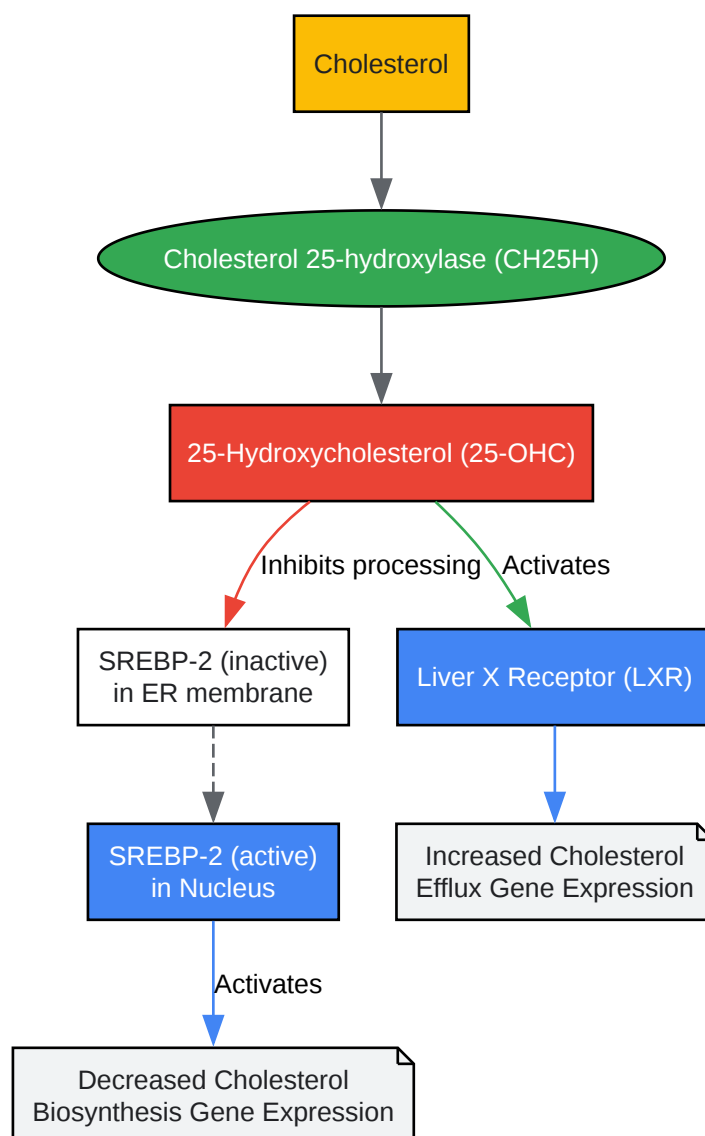 Cholesterol
Cholesterol 25-hydroxylase (CH25H)
25-Hydroxycholesterol (25-OHC)
Inhibits processing
Activates
SREBP-2 (inactive)
in ER membrane
Liver X Receptor (LXR)
SREBP-2 (active)
in Nucleus
Increased Cholesterol
Efflux Gene Expression
Activates
Decreased Cholesterol
Biosynthesis Gene Expression